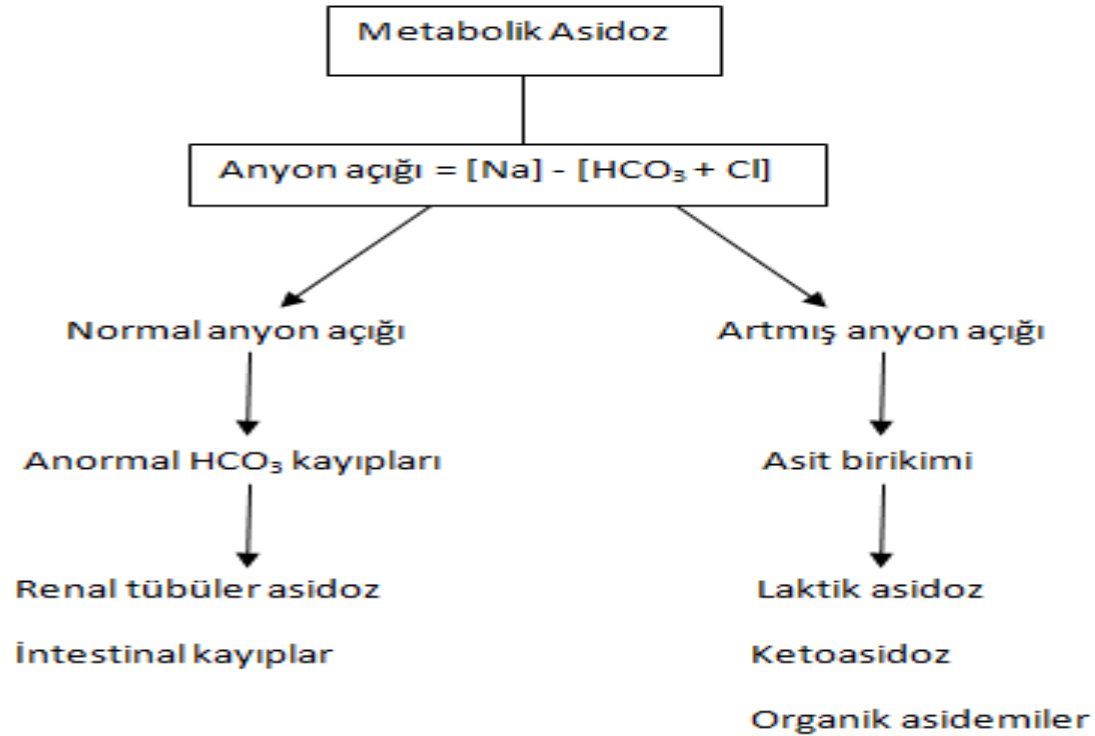 Metabolik Asidoz
Anyon açığı = [Na] - [HCO₃ + Cl]
Normal anyon açığı
Artmış anyon açığı
Anormal HCO₃ kayıpları
Asit birikimi
Renal tübüler asidoz
Laktik asidoz
İntestinal kayıplar
Ketoasidoz
Organik asidemiler